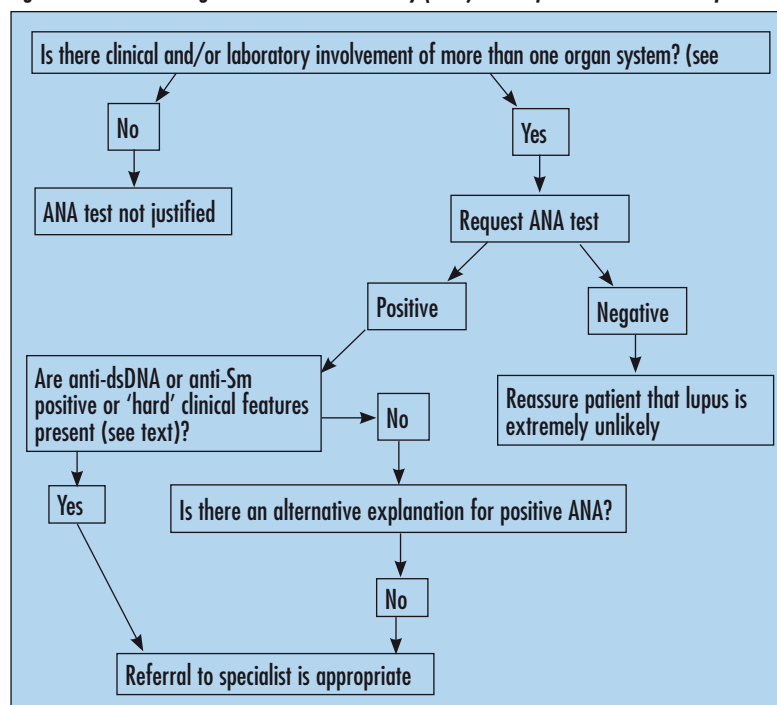 Is there clinical and/or laboratory involvement of more than one organ system? (see
No
Yes
ANA test not justified
Request ANA test
Positive
Negative
Are anti-dsDNA or anti-Sm
positive or ‘hard’ clinical features
present (see text)?
No
Reassure patient that lupus is
extremely unlikely
Yes
Is there an alternative explanation for positive ANA?
No
Referral to specialist is appropriate